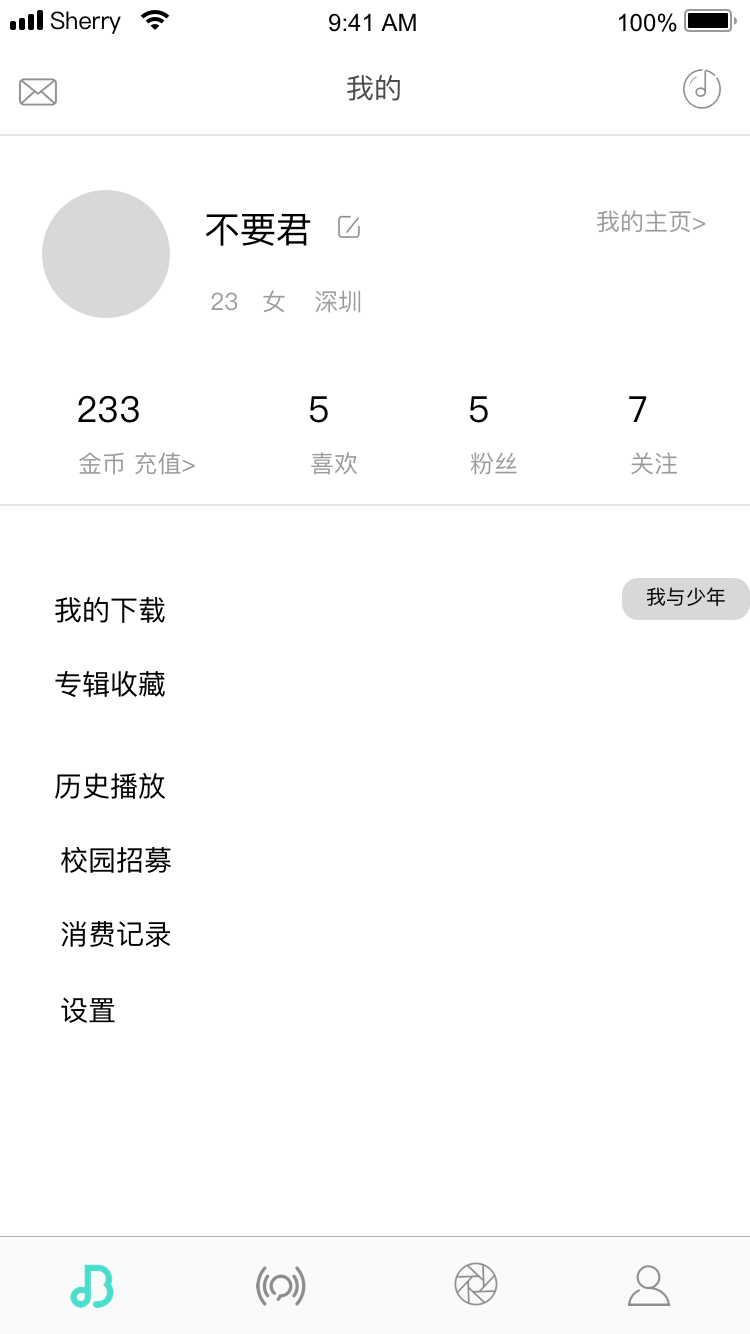 Sherry 9:41 AM 100%
我的
不要君 我的主页>
23 女 深圳
233 5 5 7
金币 充值> 喜欢 粉丝 关注
我的下载 我与少年
专辑收藏
历史播放
校园招募
消费记录
设置